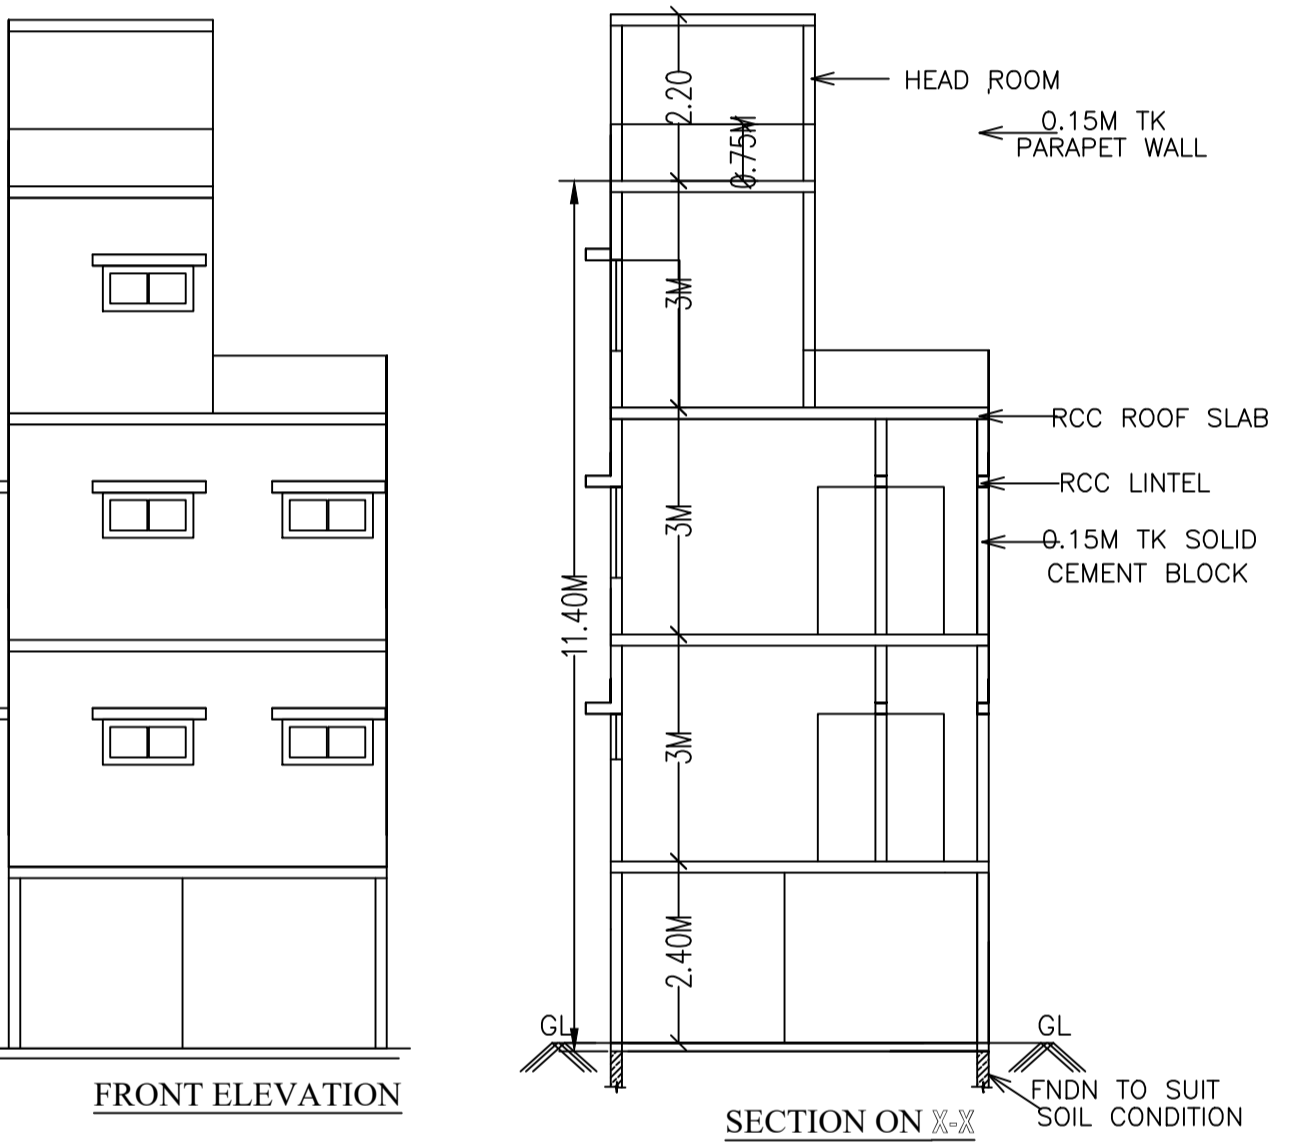 2.20
HEAD ROOM
0.75M
0.15M TK
PARAPET WALL
3M
RCC ROOF SLAB
RCC LINTEL
3M
0.15M TK SOLID
CEMENT BLOCK
11.40M
3M
2.40M
GL
GL
FNDN TO SUIT
SOIL CONDITION
FRONT ELEVATION
SECTION ON X-X